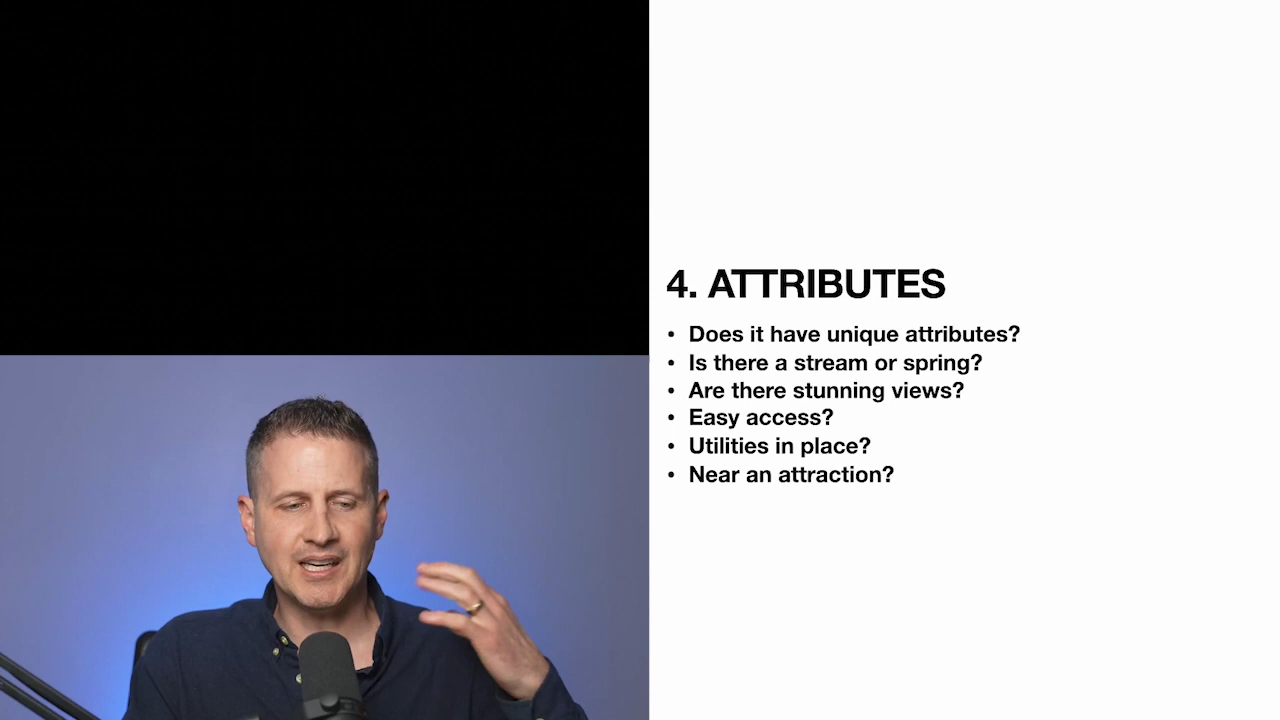 4. ATTRIBUTES
• Does it have unique attributes?
• Is there a stream or spring?
• Are there stunning views?
• Easy access?
• Utilities in place?
• Near an attraction?